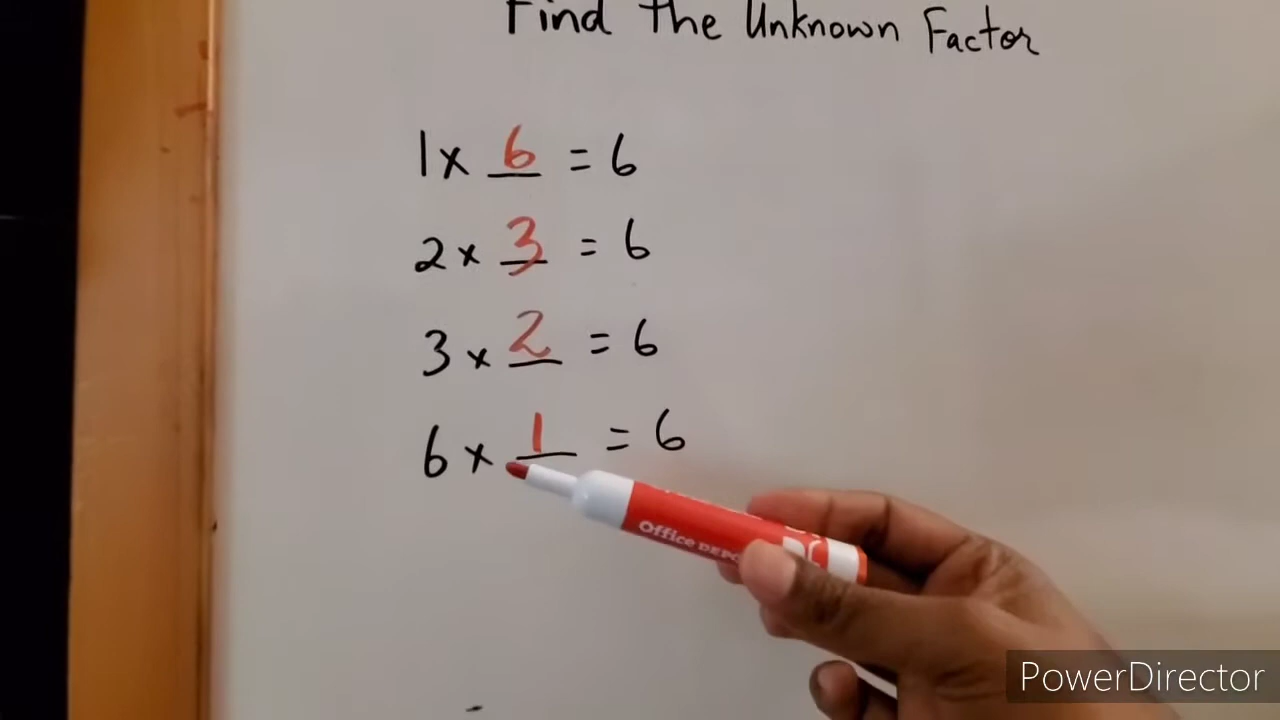 Find The Unknown Factor
1 x 6 = 6
2 x 3 = 6
3 x 2 = 6
6 x 1 = 6
Office DEPO
PowerDirector